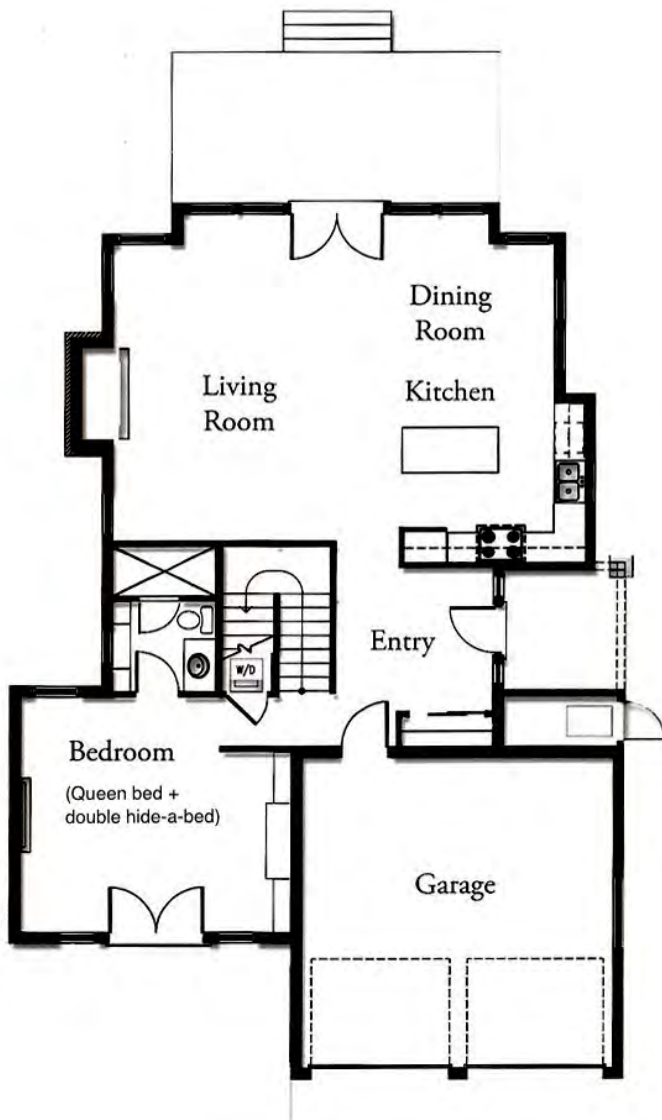 Dining
Room
Living
Room
Kitchen
Entry
W/D
Bedroom
(Queen bed +
double hide-a-bed)
Garage